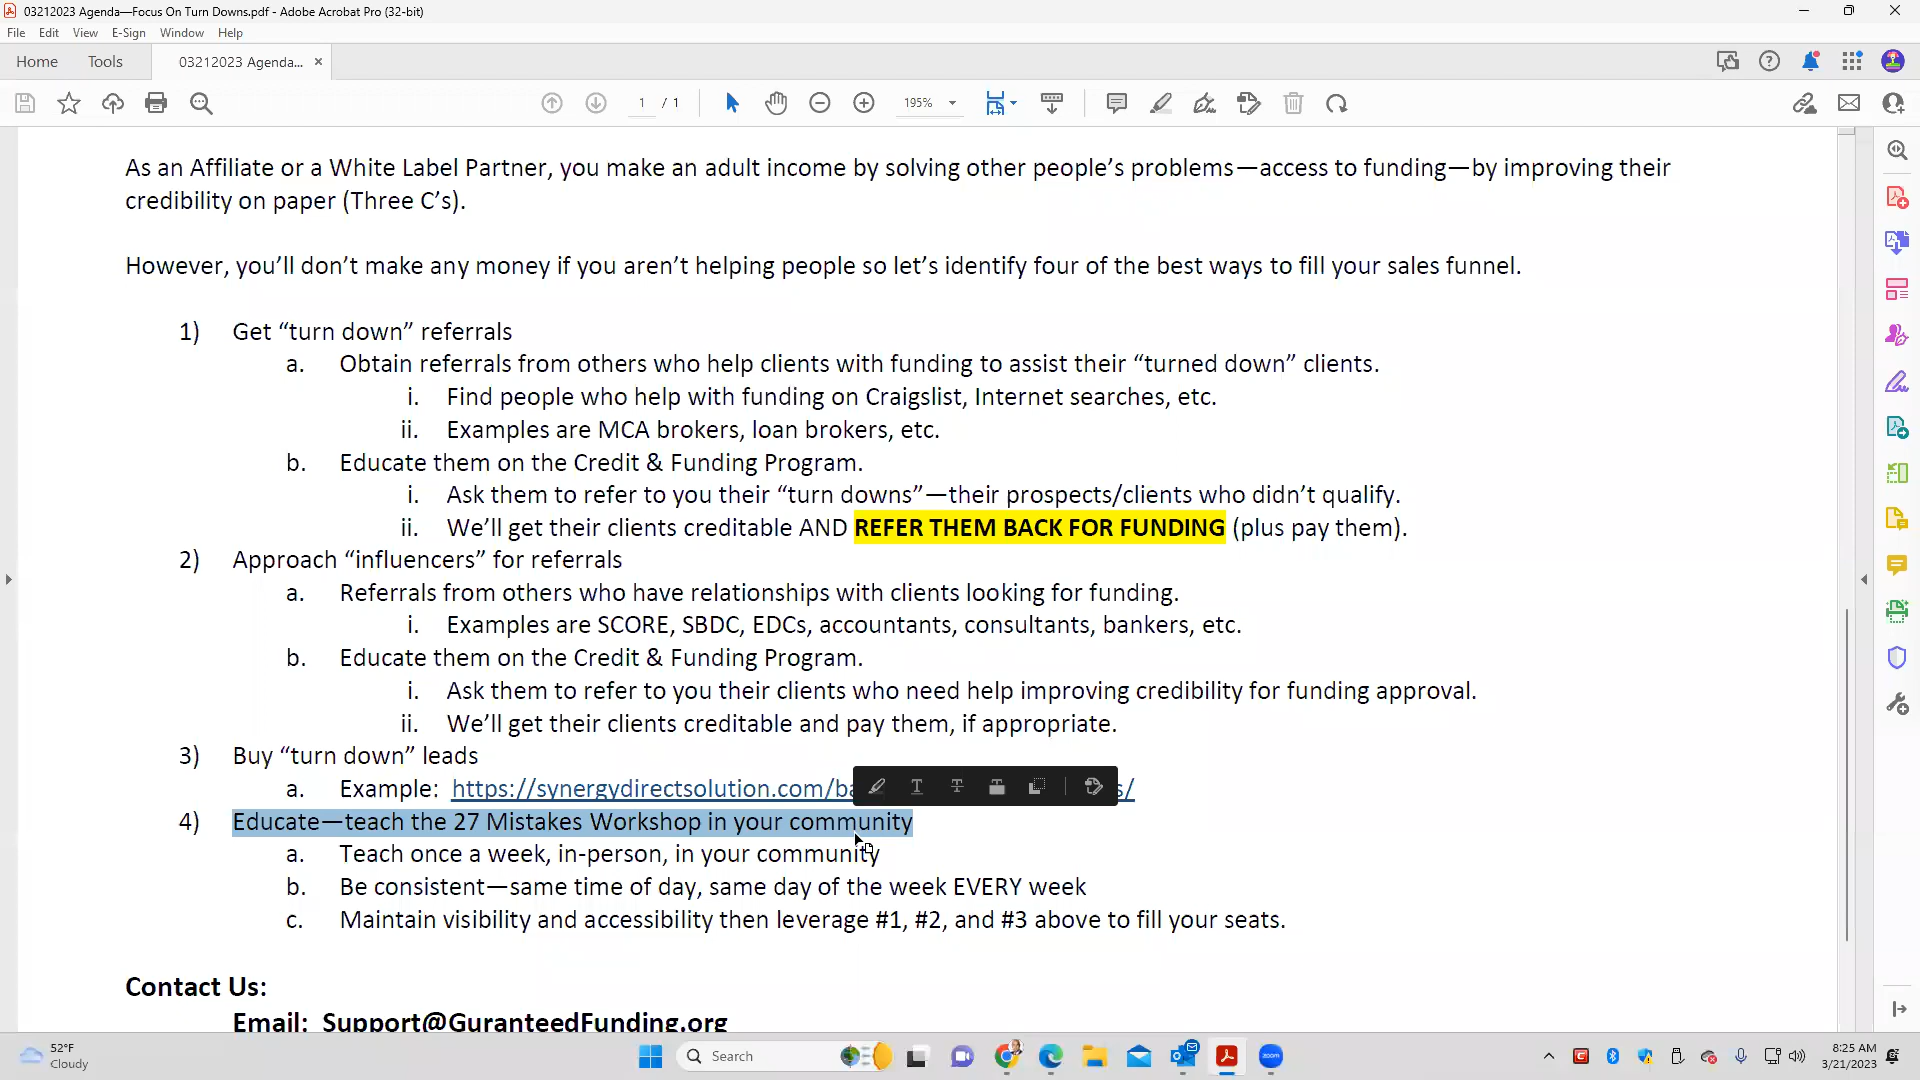 03212023 Agenda—Focus On Turn Downs.pdf - Adobe Acrobat Pro (32-bit)
File Edit View E-Sign Window Help
Home Tools 03212023 Agenda... ×
1 / 1 195%
As an Affiliate or a White Label Partner, you make an adult income by solving other people’s problems—access to funding—by improving their
credibility on paper (Three C’s).
However, you’ll don’t make any money if you aren’t helping people so let’s identify four of the best ways to fill your sales funnel.
1) Get “turn down” referrals
a. Obtain referrals from others who help clients with funding to assist their “turned down” clients.
i. Find people who help with funding on Craigslist, Internet searches, etc.
ii. Examples are MCA brokers, loan brokers, etc.
b. Educate them on the Credit & Funding Program.
i. Ask them to refer to you their “turn downs”—their prospects/clients who didn’t qualify.
ii. We’ll get their clients creditable AND REFER THEM BACK FOR FUNDING (plus pay them).
2) Approach “influencers” for referrals
a. Referrals from others who have relationships with clients looking for funding.
i. Examples are SCORE, SBDC, EDCs, accountants, consultants, bankers, etc.
b. Educate them on the Credit & Funding Program.
i. Ask them to refer to you their clients who need help improving credibility for funding approval.
ii. We’ll get their clients creditable and pay them, if appropriate.
3) Buy “turn down” leads
a. Example: https://synergydirectsolution.com/ba s/
4) Educate—teach the 27 Mistakes Workshop in your community
a. Teach once a week, in-person, in your community
b. Be consistent—same time of day, same day of the week EVERY week
c. Maintain visibility and accessibility then leverage #1, #2, and #3 above to fill your seats.
Contact Us:
Email: Support@GuranteedFunding.org
52°F
Cloudy
Search
zoom
8:25 AM
3/21/2023